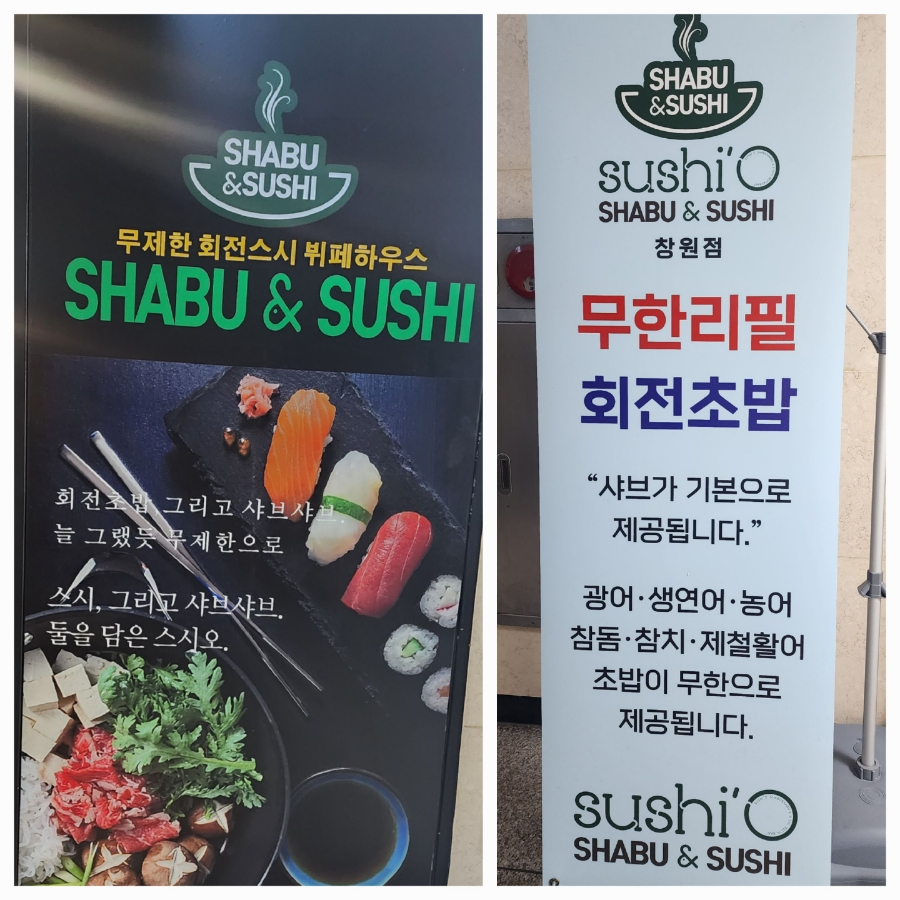 SHABU
&SUSHI
무제한 회전스시 뷔페하우스
SHABU & SUSHI
회전초밥 그리고 샤브샤브.
늘 그랬듯 무제한으로
스시, 그리고 샤브샤브.
둘을 담은 스시오.
SHABU
&SUSHI
sushi'O
SHABU & SUSHI
창원점
무한리필
회전초밥
“샤브가 기본으로
제공됩니다.”
광어·생연어·농어
참돔·참치·제철활어
초밥이 무한으로
제공됩니다.
sushi'O
SHABU & SUSHI